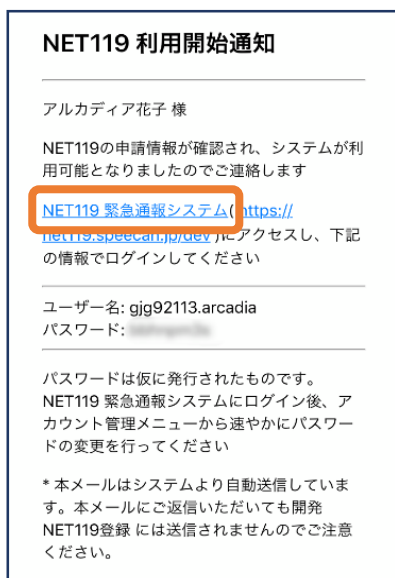 NET119 利用開始通知
アルカディア花子 様
NET119の申請情報が確認され、システムが利
用可能となりましたのでご連絡します
NET119 緊急通報システム( https://
net119.speecan.jp/dev )にアクセスし、下記
の情報でログインしてください
ユーザー名: gjg92113.arcadia
パスワード:
パスワードは仮に発行されたものです。
NET119 緊急通報システムにログイン後、ア
カウント管理メニューから速やかにパスワー
ドの変更を行ってください
* 本メールはシステムより自動送信していま
す。本メールにご返信いただいても開発
NET119登録 には送信されませんのでご注意
ください。